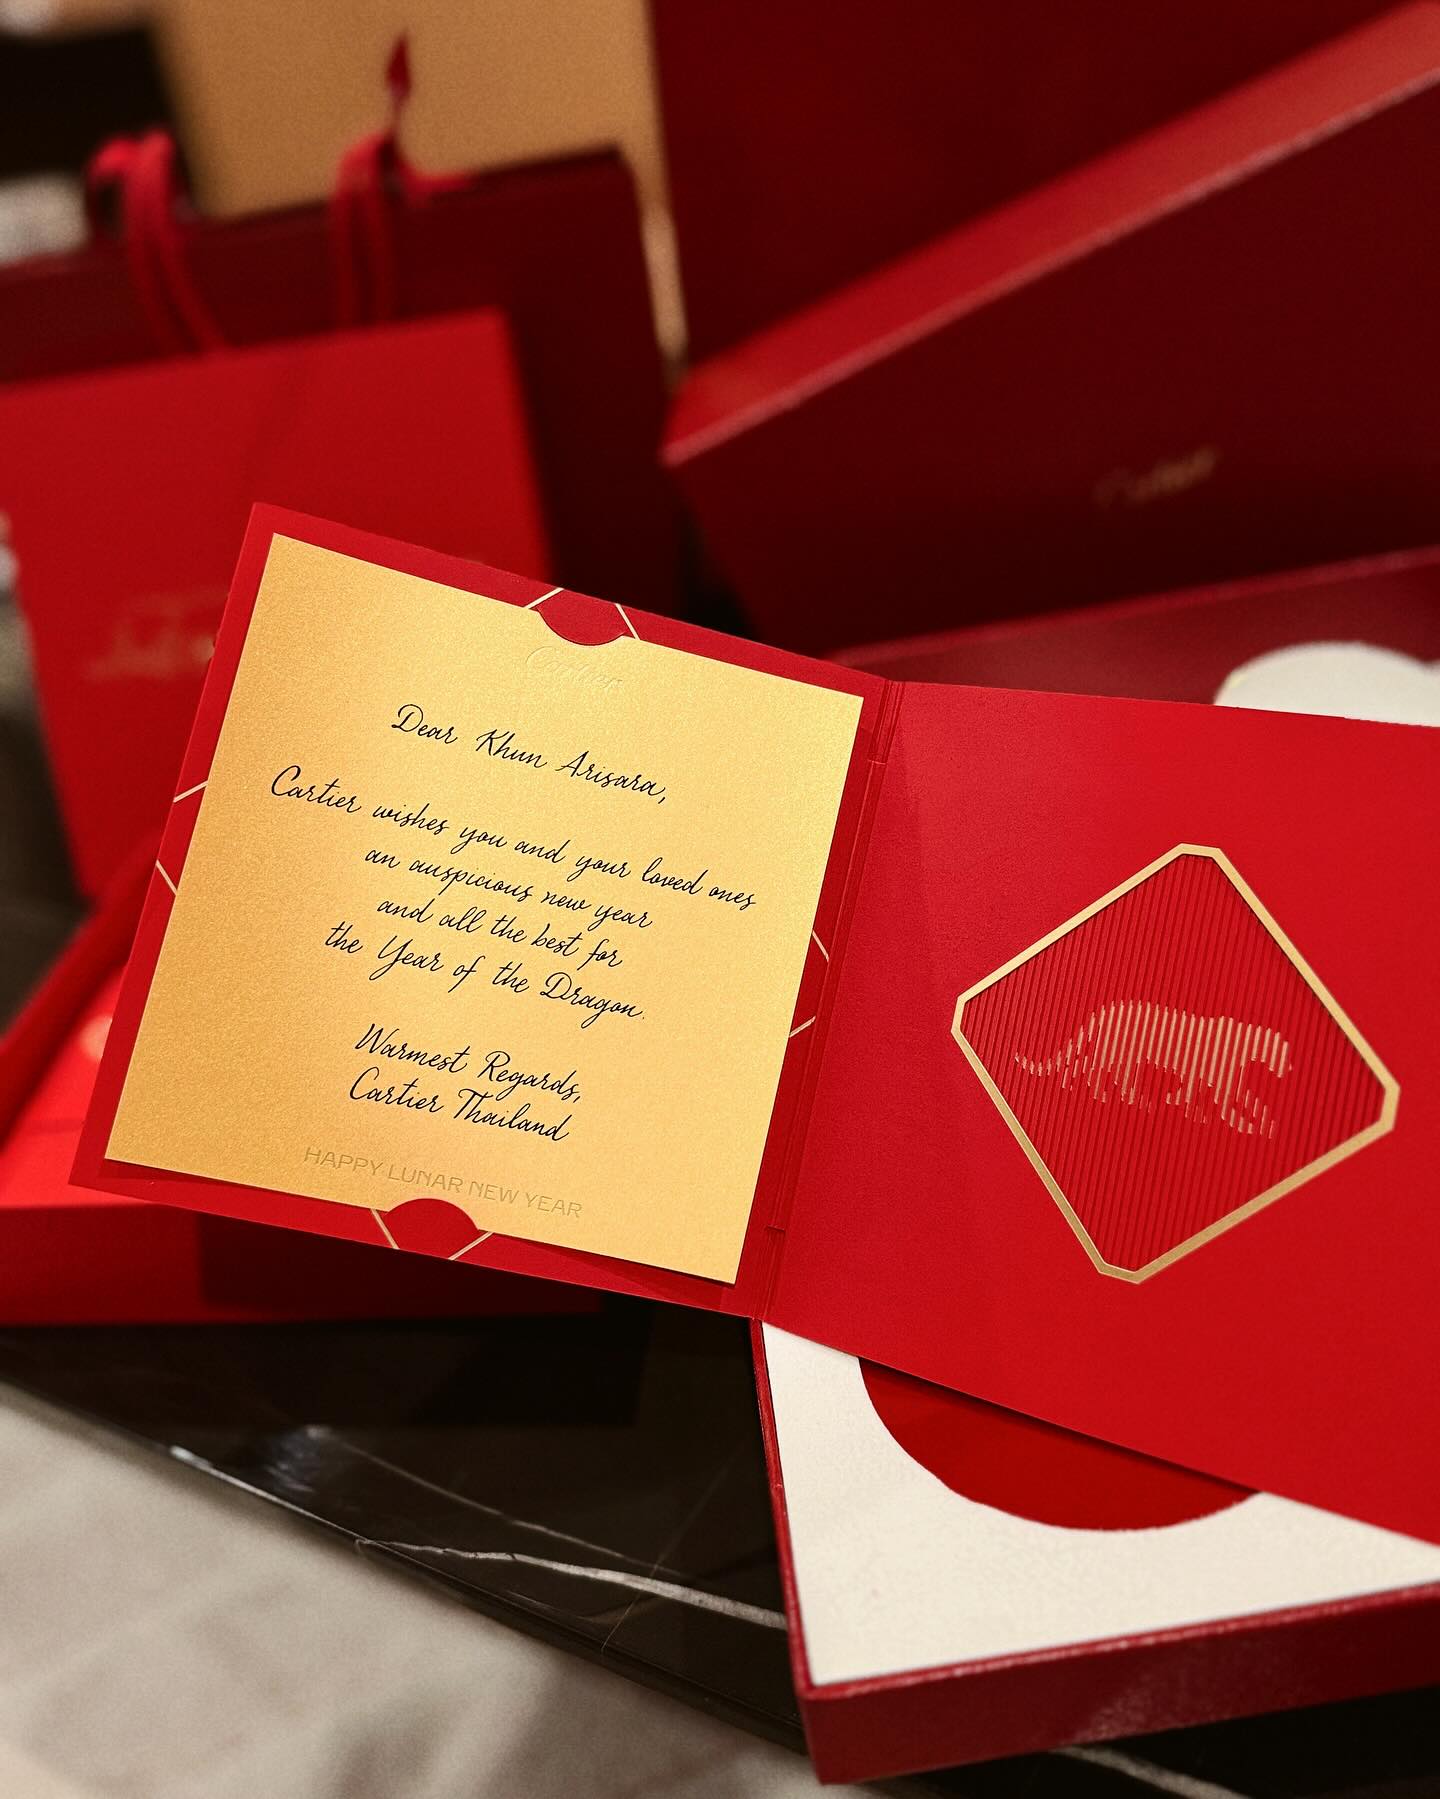 Cartier
Cartier
Dear Khun Arisara,
Cartier wishes you and your loved ones
an auspicious new year
and all the best for
the Year of the Dragon.
Warmest Regards,
Cartier Thailand
HAPPY LUNAR NEW YEAR